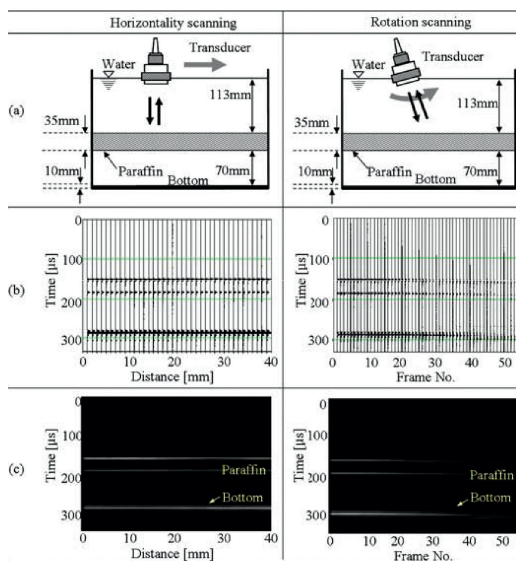 Horizontality scanning
Rotation scanning
(a)
Water
Transducer
113mm
35mm
10mm
Paraffin
Bottom
70mm
Water
Transducer
113mm
35mm
10mm
Paraffin
Bottom
70mm
(b)
Time [μs]
0
100
200
300
0 10 20 30 40
Distance [mm]
Time [μs]
0
100
200
300
0 10 20 30 40 50
Frame No.
(c)
Time [μs]
0
100
200
300
Paraffin
Bottom
0 10 20 30 40
Distance [mm]
Time [μs]
0
100
200
300
Paraffin
Bottom
0 10 20 30 40 50
Frame No.